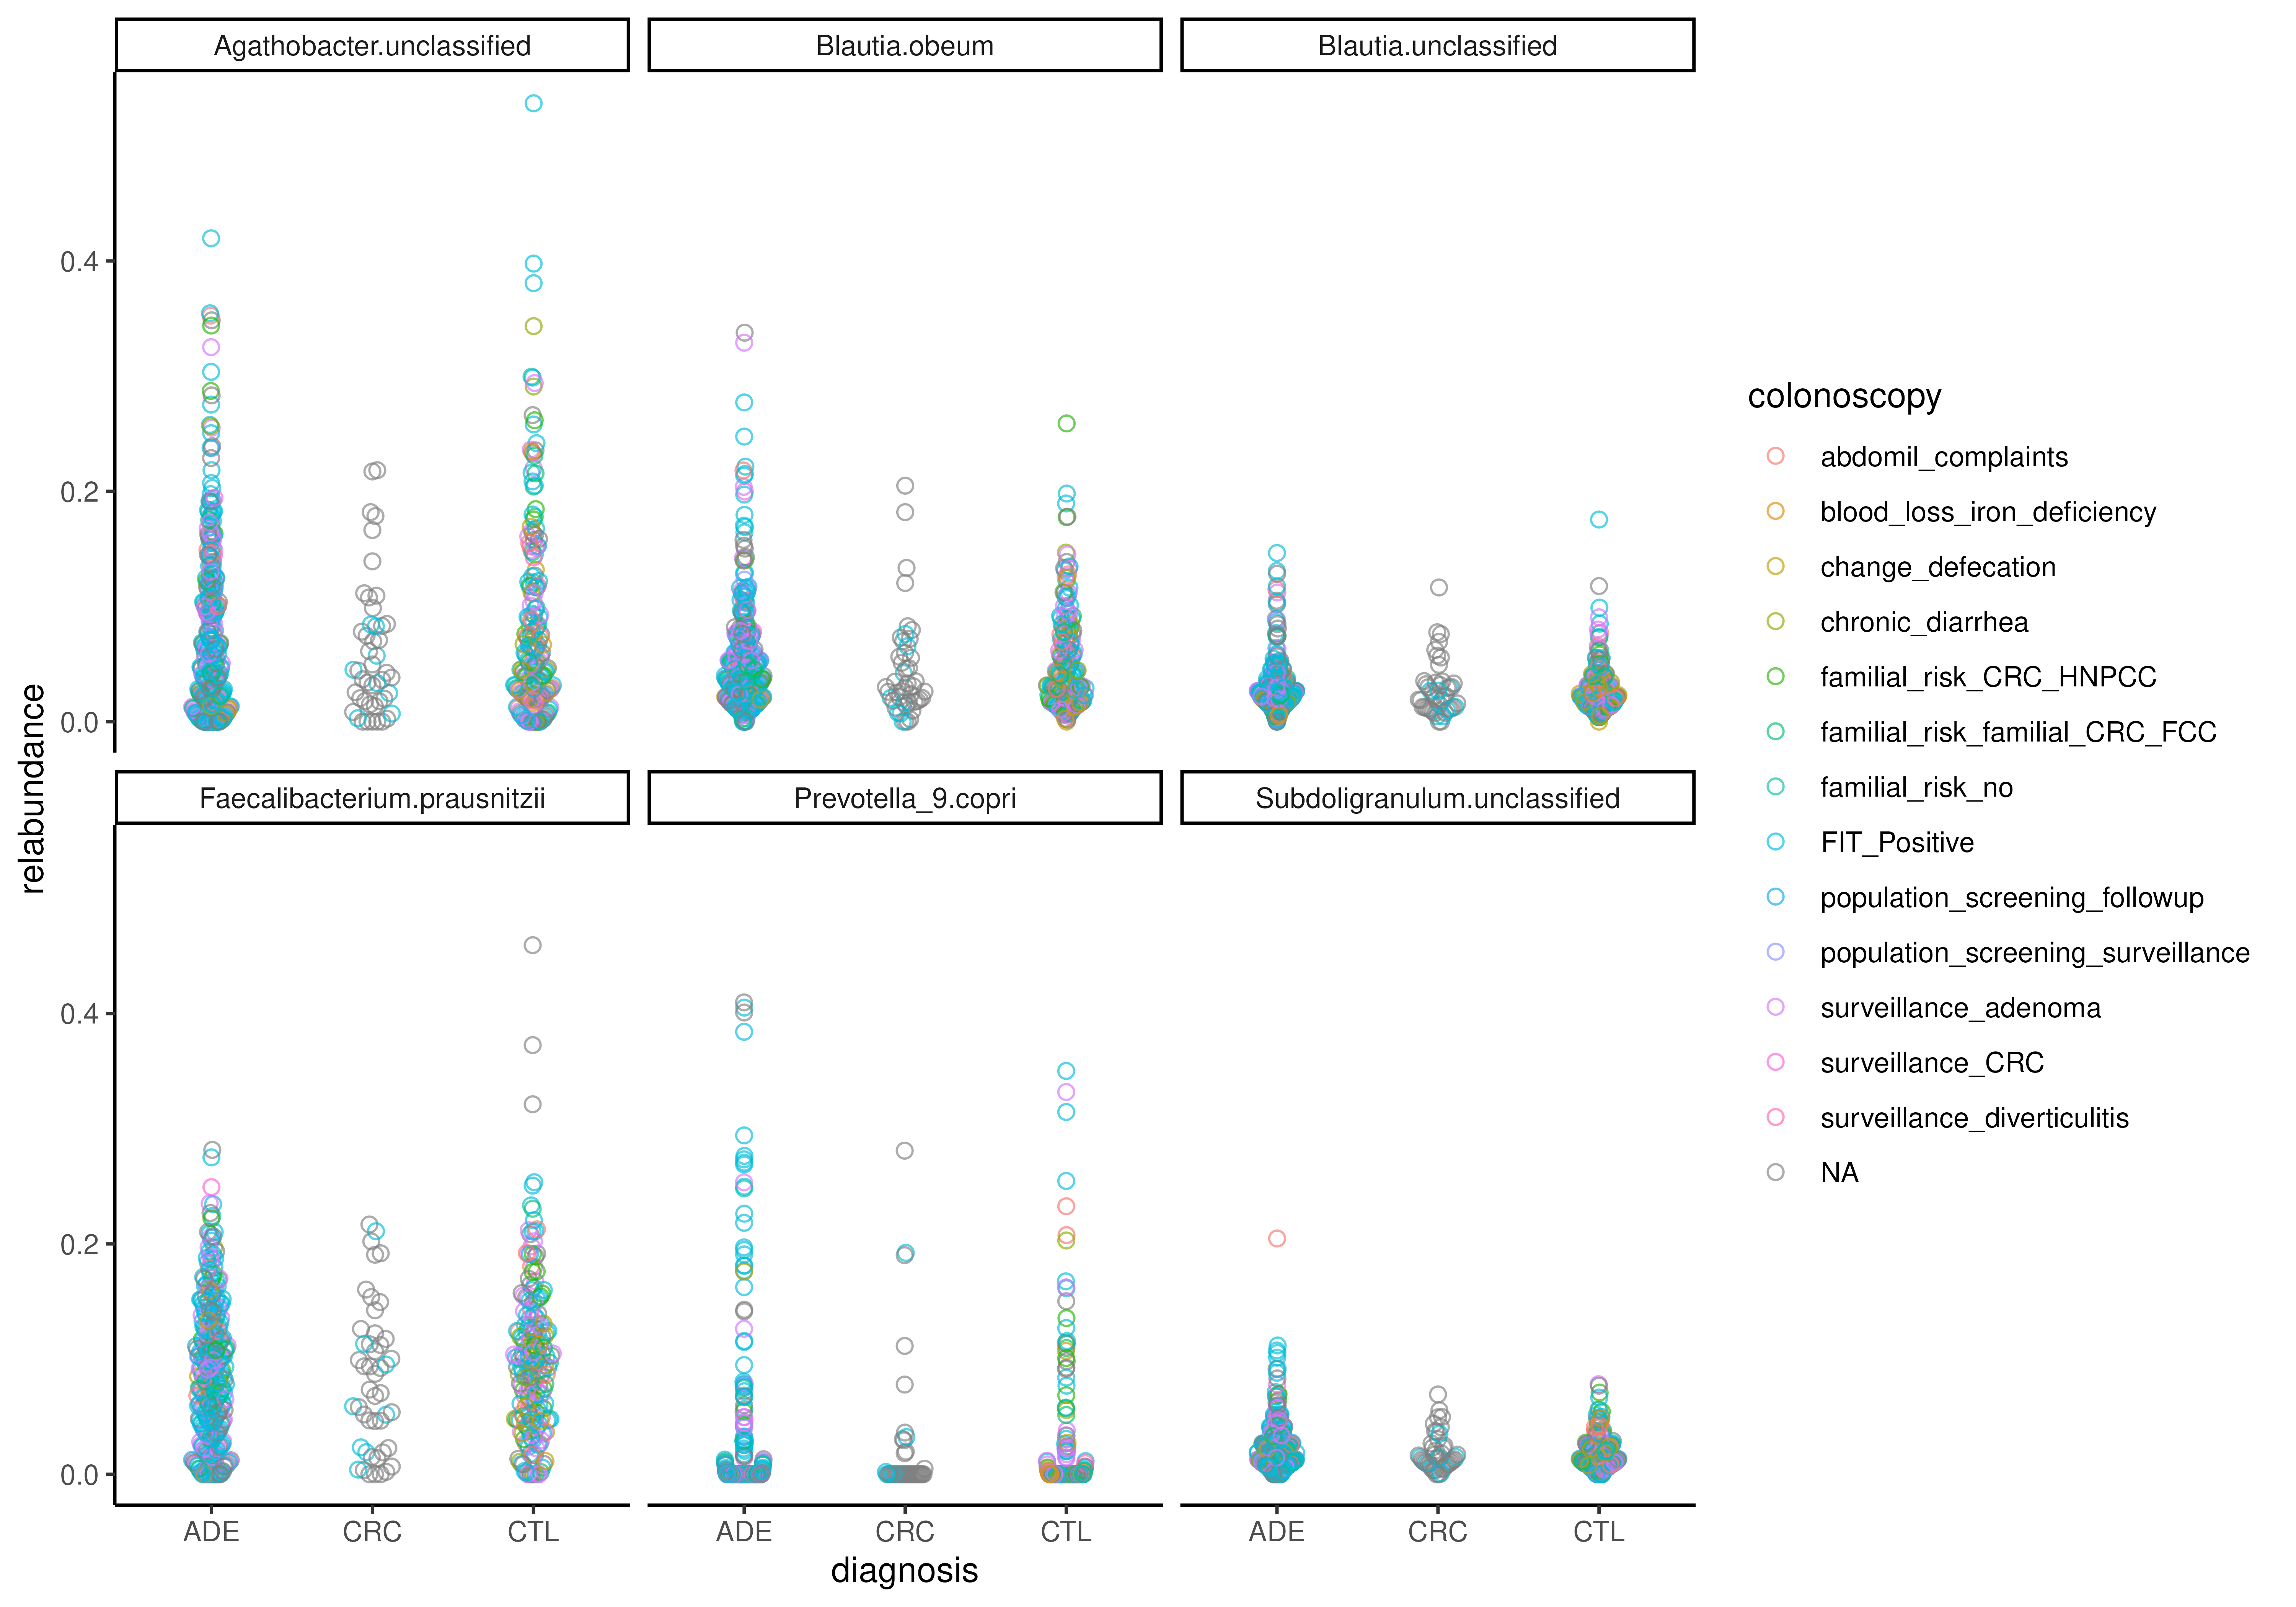 Agathobacter.unclassified
Blautia.obeum
Blautia.unclassified
0.4
0.2
0.0
Faecalibacterium.prausnitzii
Prevotella_9.copri
Subdoligranulum.unclassified
0.4
0.2
0.0
relabundance
ADE
CRC
CTL
ADE
CRC
CTL
ADE
CRC
CTL
diagnosis
colonoscopy
abdomil_complaints
blood_loss_iron_deficiency
change_defecation
chronic_diarrhea
familial_risk_CRC_HNPCC
familial_risk_familial_CRC_FCC
familial_risk_no
FIT_Positive
population_screening_followup
population_screening_surveillance
surveillance_adenoma
surveillance_CRC
surveillance_diverticulitis
NA